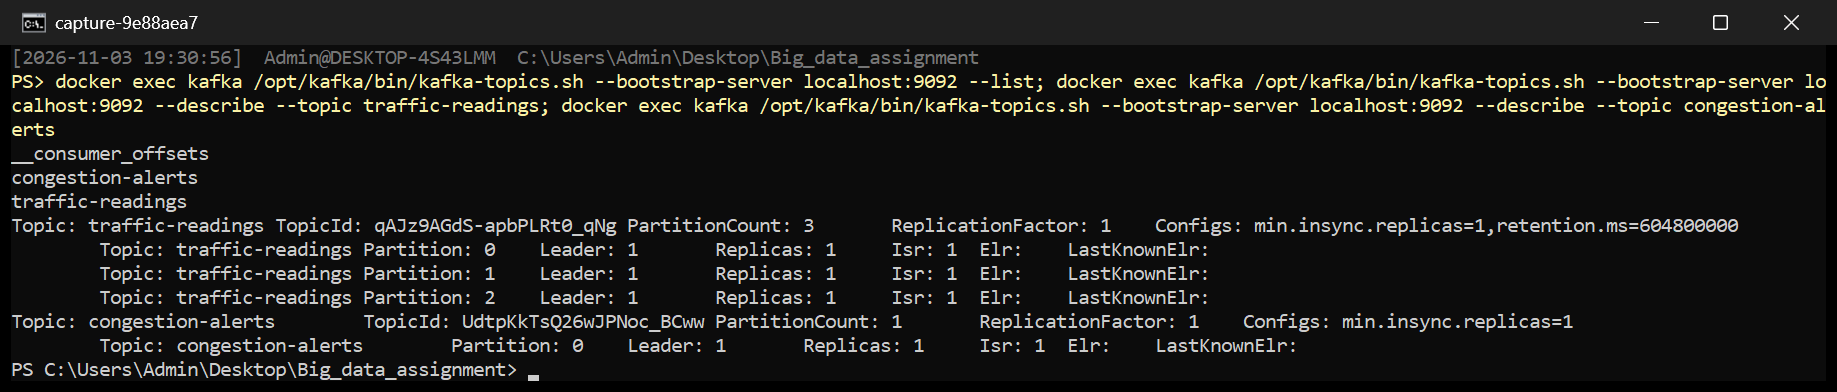 capture-9e88aea7
[2026-11-03 19:30:56]  Admin@DESKTOP-4S43LMM  C:\Users\Admin\Desktop\Big_data_assignment
PS> docker exec kafka /opt/kafka/bin/kafka-topics.sh --bootstrap-server localhost:9092 --list; docker exec kafka /opt/kafka/bin/kafka-topics.sh --bootstrap-server lo
calhost:9092 --describe --topic traffic-readings; docker exec kafka /opt/kafka/bin/kafka-topics.sh --bootstrap-server localhost:9092 --describe --topic congestion-al
erts
__consumer_offsets
congestion-alerts
traffic-readings
Topic: traffic-readings TopicId: qAJz9AGdS-apbPLRt0_qNg PartitionCount: 3       ReplicationFactor: 1    Configs: min.insync.replicas=1,retention.ms=604800000
        Topic: traffic-readings Partition: 0    Leader: 1       Replicas: 1     Isr: 1  Elr:    LastKnownElr:
        Topic: traffic-readings Partition: 1    Leader: 1       Replicas: 1     Isr: 1  Elr:    LastKnownElr:
        Topic: traffic-readings Partition: 2    Leader: 1       Replicas: 1     Isr: 1  Elr:    LastKnownElr:
Topic: congestion-alerts        TopicId: UdtpKkTsQ26wJPNoc_BCww PartitionCount: 1       ReplicationFactor: 1    Configs: min.insync.replicas=1
        Topic: congestion-alerts        Partition: 0    Leader: 1       Replicas: 1     Isr: 1  Elr:    LastKnownElr:
PS C:\Users\Admin\Desktop\Big_data_assignment>